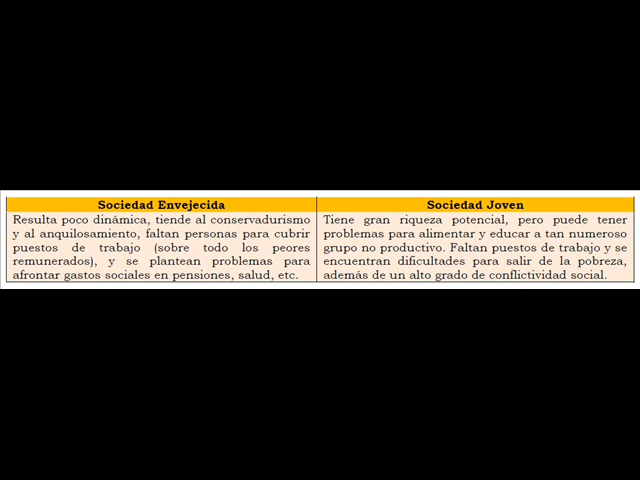 Sociedad Envejecida
Resulta poco dinámica, tiende al conservadurismo
y al anquilosamiento, faltan personas para cubrir
puestos de trabajo (sobre todo los peores
remunerados), y se plantean problemas para
afrontar gastos sociales en pensiones, salud, etc.
Sociedad Joven
Tiene gran riqueza potencial, pero puede tener
problemas para alimentar y educar a tan numeroso
grupo no productivo. Faltan puestos de trabajo y se
encuentran dificultades para salir de la pobreza,
además de un alto grado de conflictividad social.